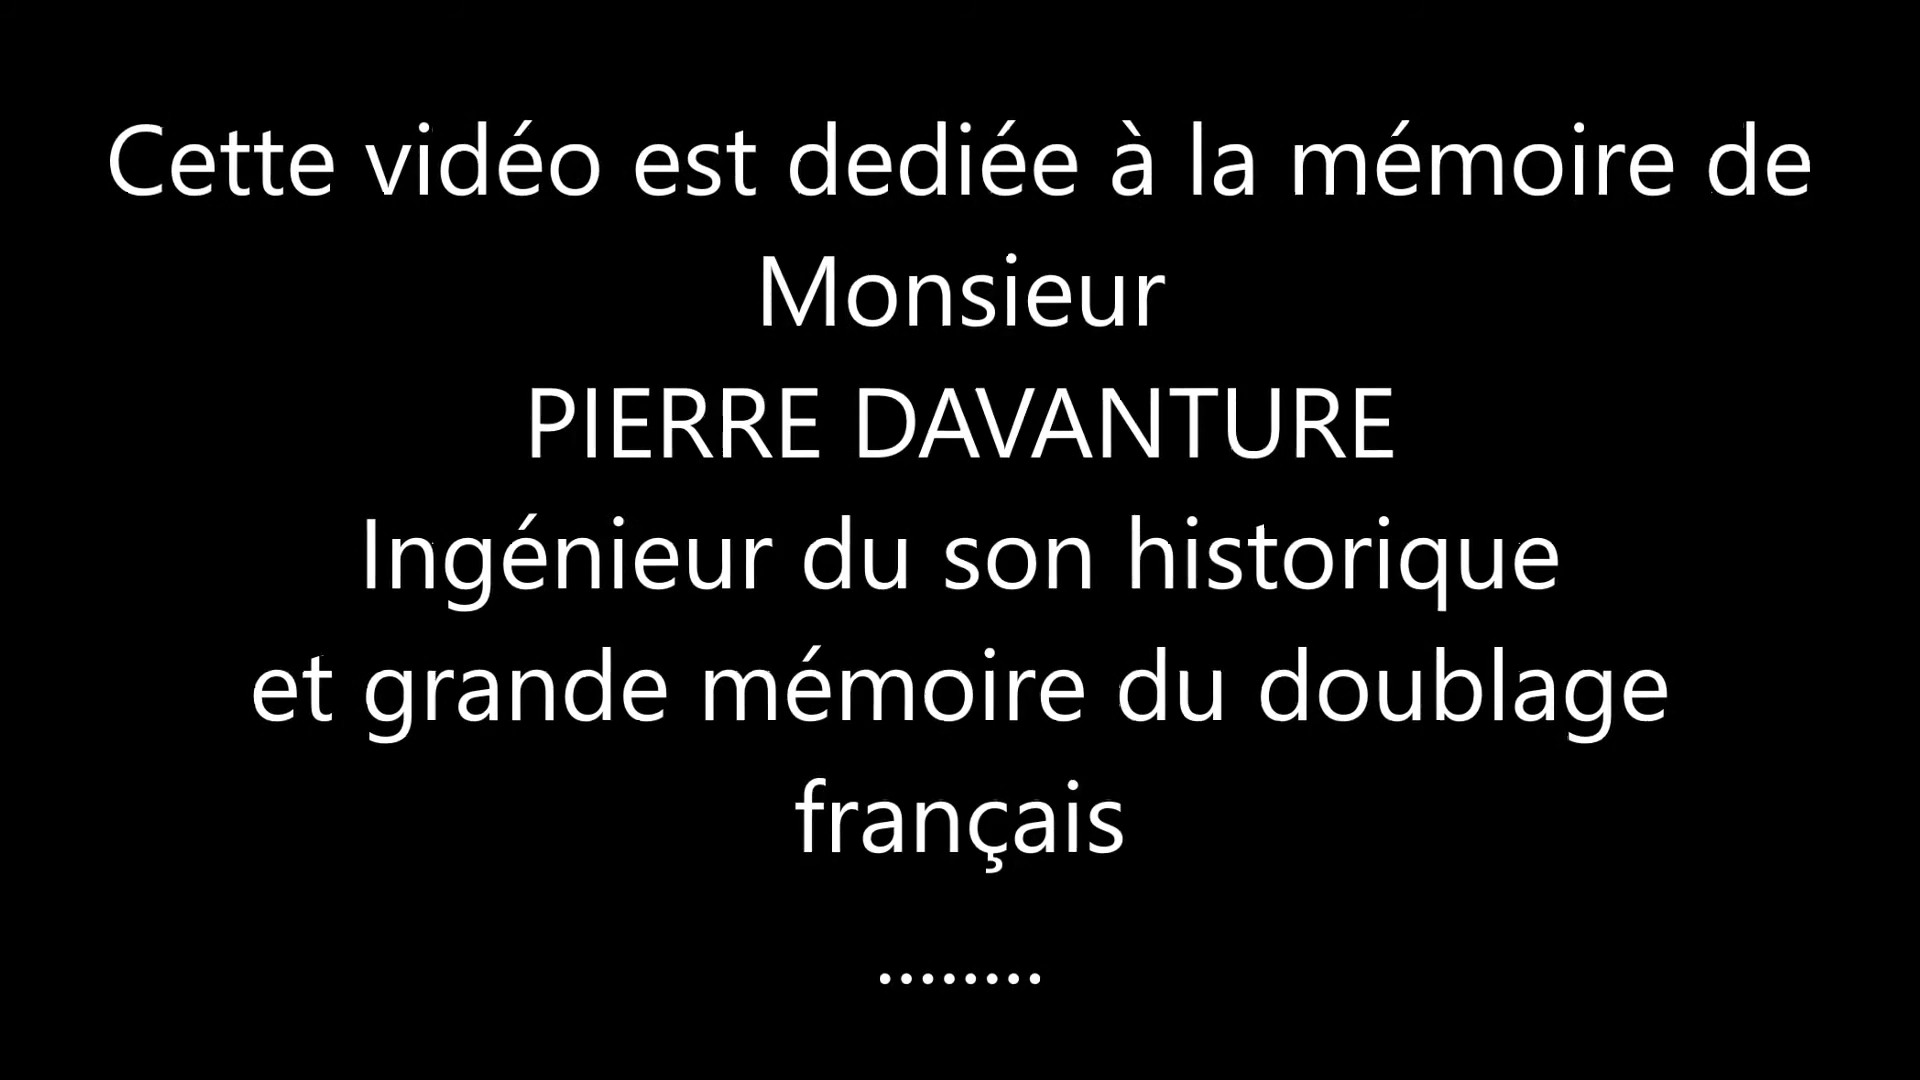 Cette vidéo est dediée à la mémoire de
Monsieur
PIERRE DAVANTURE
Ingénieur du son historique
et grande mémoire du doublage
français
........